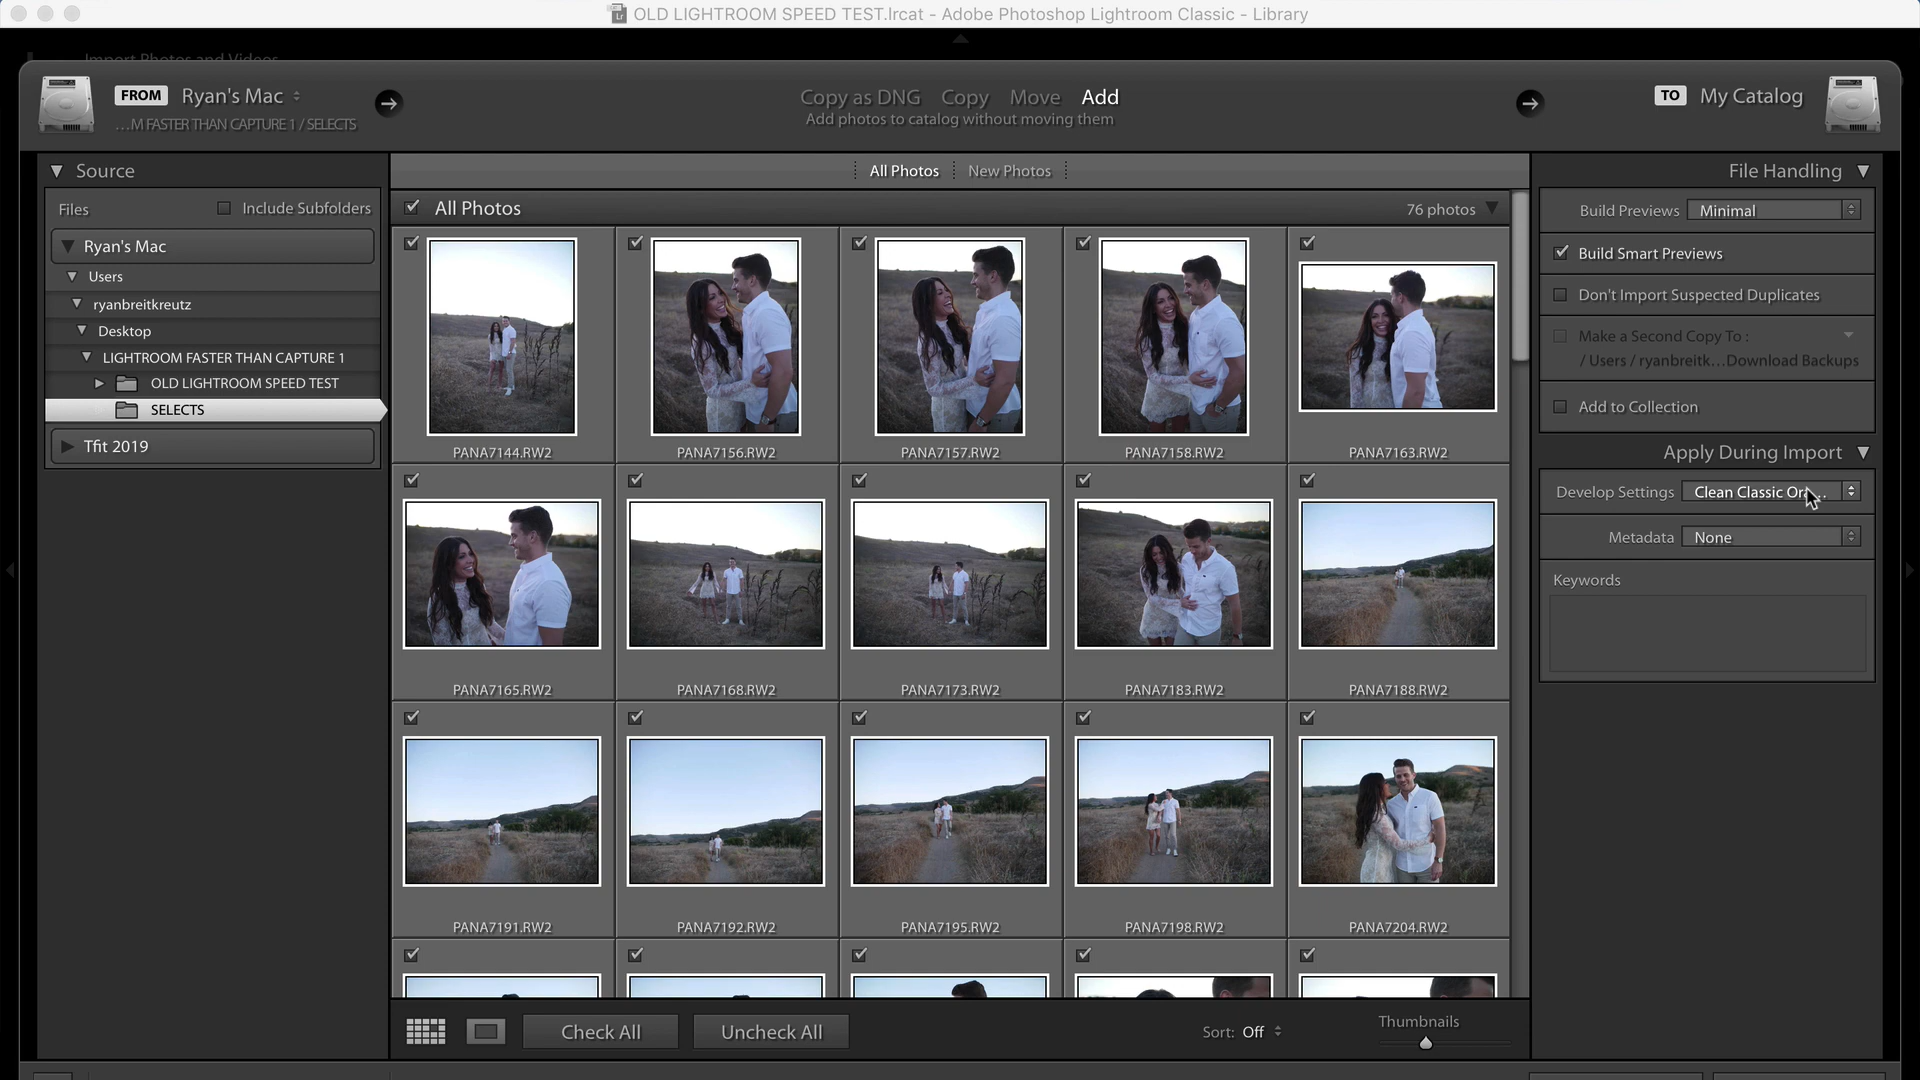 OLD LIGHTROOM SPEED TEST.lrcat - Adobe Photoshop Lightroom Classic - Library
Import Photos and Videos
FROM Ryan's Mac
...M FASTER THAN CAPTURE 1 / SELECTS
Copy as DNG Copy Move Add
Add photos to catalog without moving them
TO My Catalog
Source
Files Include Subfolders
Ryan's Mac
Users
ryanbreitkreutz
Desktop
LIGHTROOM FASTER THAN CAPTURE 1
OLD LIGHTROOM SPEED TEST
SELECTS
Tfit 2019
All Photos New Photos
All Photos 76 photos
PANA7144.RW2 PANA7156.RW2 PANA7157.RW2 PANA7158.RW2 PANA7163.RW2
PANA7165.RW2 PANA7168.RW2 PANA7173.RW2 PANA7183.RW2 PANA7188.RW2
PANA7191.RW2 PANA7192.RW2 PANA7195.RW2 PANA7198.RW2 PANA7204.RW2
Check All Uncheck All Sort: Off Thumbnails
File Handling
Build Previews Minimal
Build Smart Previews
Don't Import Suspected Duplicates
Make a Second Copy To :
/ Users / ryanbreitk...Download Backups
Add to Collection
Apply During Import
Develop Settings Clean Classic
Metadata None
Keywords